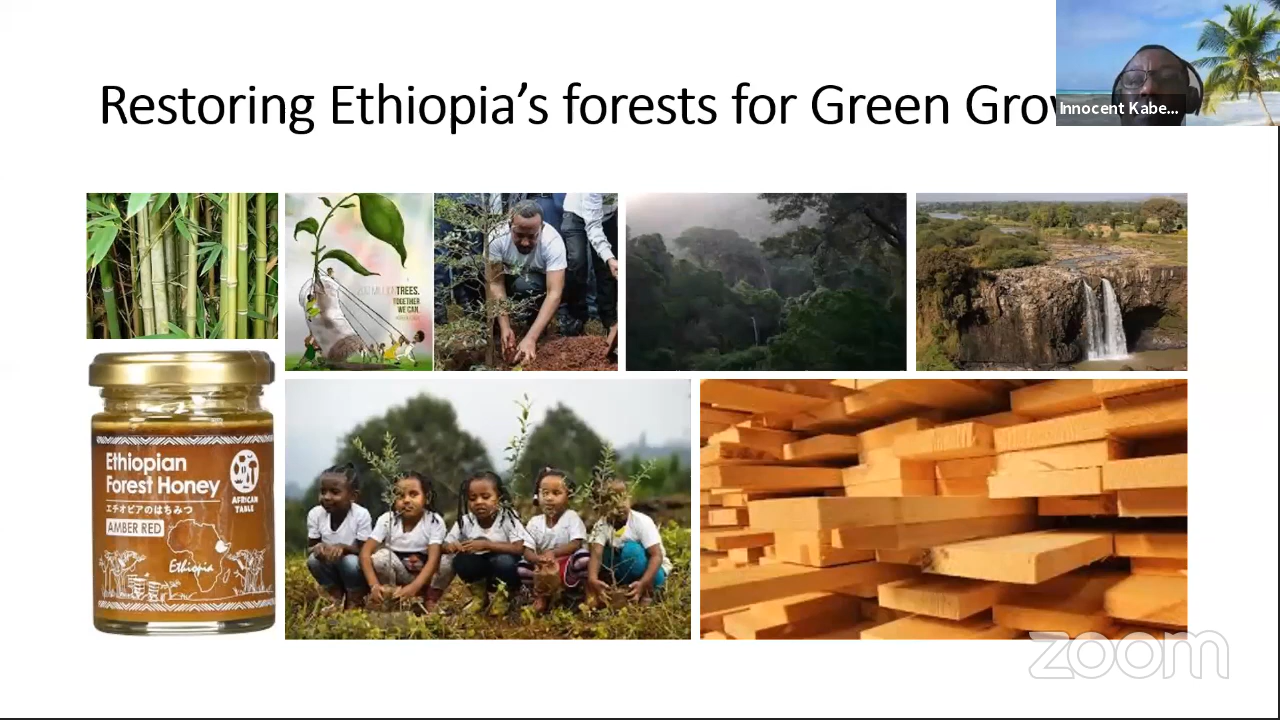 Restoring Ethiopia’s forests for Green Gro
Innocent Kabe...
TREES.
TOGETHER
WE CAN.
Ethiopian
Forest Honey
エチオピアのはちみつ
AMBER RED
AFRICAN
TABLE
Ethiopia
zoom